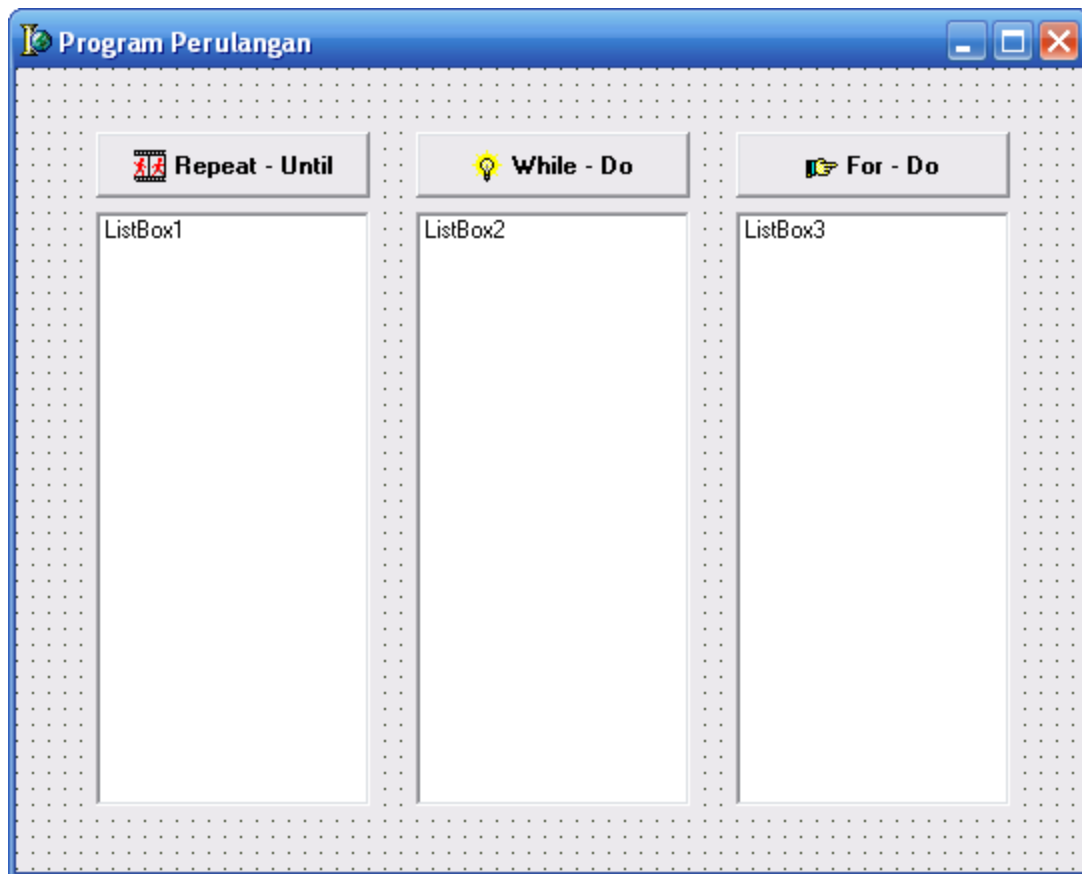 Program Perulangan
Repeat - Until
While - Do
For - Do
ListBox1
ListBox2
ListBox3